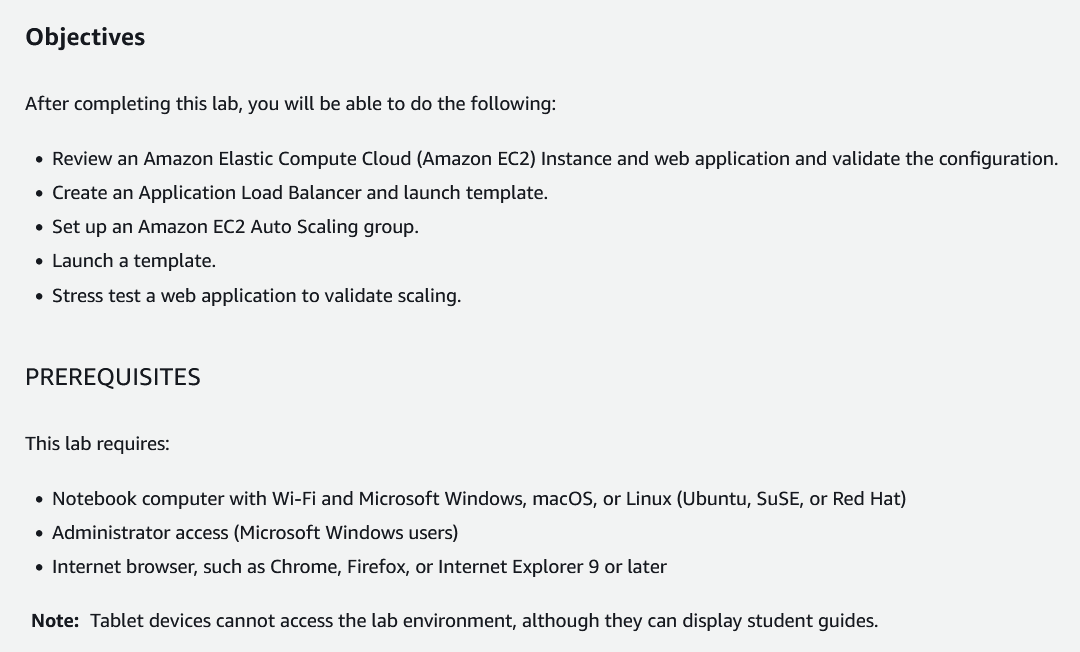 Objectives
After completing this lab, you will be able to do the following:
• Review an Amazon Elastic Compute Cloud (Amazon EC2) Instance and web application and validate the configuration.
• Create an Application Load Balancer and launch template.
• Set up an Amazon EC2 Auto Scaling group.
• Launch a template.
• Stress test a web application to validate scaling.
PREREQUISITES
This lab requires:
• Notebook computer with Wi-Fi and Microsoft Windows, macOS, or Linux (Ubuntu, SuSE, or Red Hat)
• Administrator access (Microsoft Windows users)
• Internet browser, such as Chrome, Firefox, or Internet Explorer 9 or later
Note: Tablet devices cannot access the lab environment, although they can display student guides.